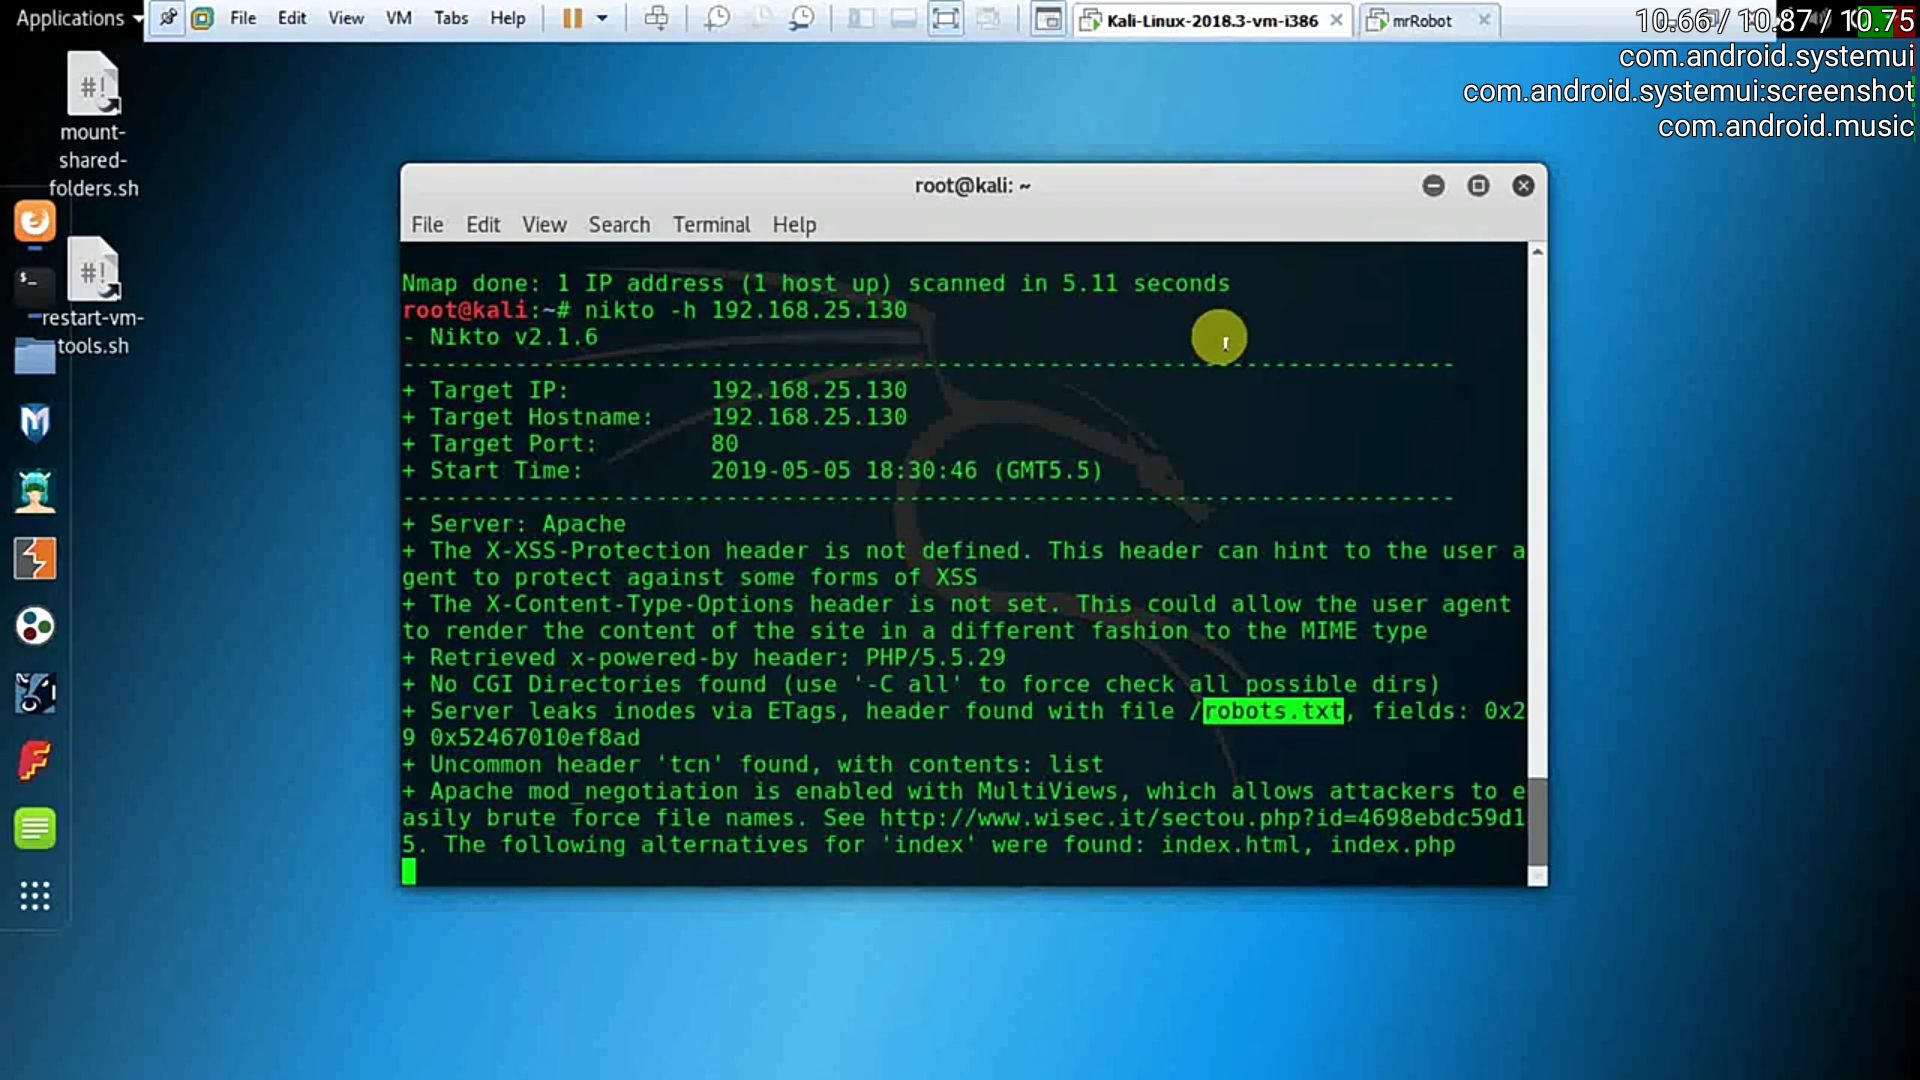 Applications File Edit View VM Tabs Help Kali-Linux-2018.3-vm-i386 mrRobot
10.66 / 10.87 / 10.75
com.android.systemui
com.android.systemui:screenshot
com.android.music
#!
mount-
shared-
folders.sh
#!
restart-vm-
tools.sh
$_
root@kali: ~
File Edit View Search Terminal Help
Nmap done: 1 IP address (1 host up) scanned in 5.11 seconds
root@kali:~# nikto -h 192.168.25.130
- Nikto v2.1.6
---------------------------------------------------------------------------
+ Target IP:          192.168.25.130
+ Target Hostname:    192.168.25.130
+ Target Port:        80
+ Start Time:         2019-05-05 18:30:46 (GMT5.5)
---------------------------------------------------------------------------
+ Server: Apache
+ The X-XSS-Protection header is not defined. This header can hint to the user a
gent to protect against some forms of XSS
+ The X-Content-Type-Options header is not set. This could allow the user agent
to render the content of the site in a different fashion to the MIME type
+ Retrieved x-powered-by header: PHP/5.5.29
+ No CGI Directories found (use '-C all' to force check all possible dirs)
+ Server leaks inodes via ETags, header found with file /robots.txt, fields: 0x2
9 0x52467010ef8ad
+ Uncommon header 'tcn' found, with contents: list
+ Apache mod_negotiation is enabled with MultiViews, which allows attackers to e
asily brute force file names. See http://www.wisec.it/sectou.php?id=4698ebdc59d1
5. The following alternatives for 'index' were found: index.html, index.php